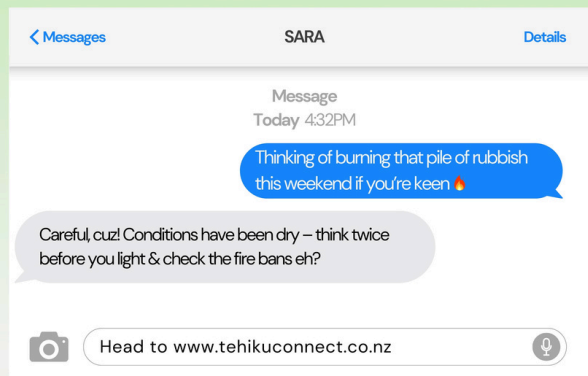 Messages SARA Details
Message
Today 4:32PM
Thinking of burning that pile of rubbish
this weekend if you're keen 🔥
Careful, cuz! Conditions have been dry – think twice
before you light & check the fire bans eh?
Head to www.tehikuconnect.co.nz